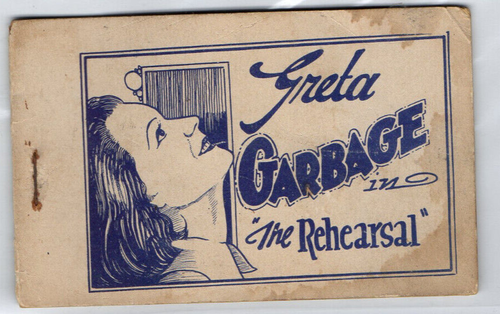 Greta
GARBAGE
in
"The Rehearsal"